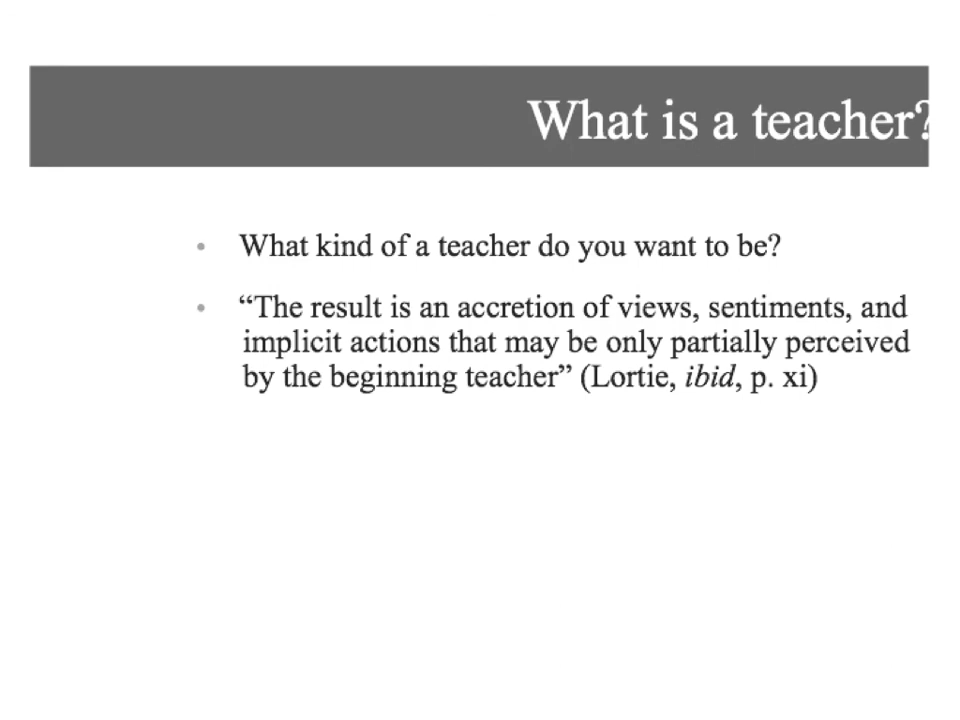 What is a teacher?
• What kind of a teacher do you want to be?
• “The result is an accretion of views, sentiments, and
implicit actions that may be only partially perceived
by the beginning teacher” (Lortie, ibid, p. xi)